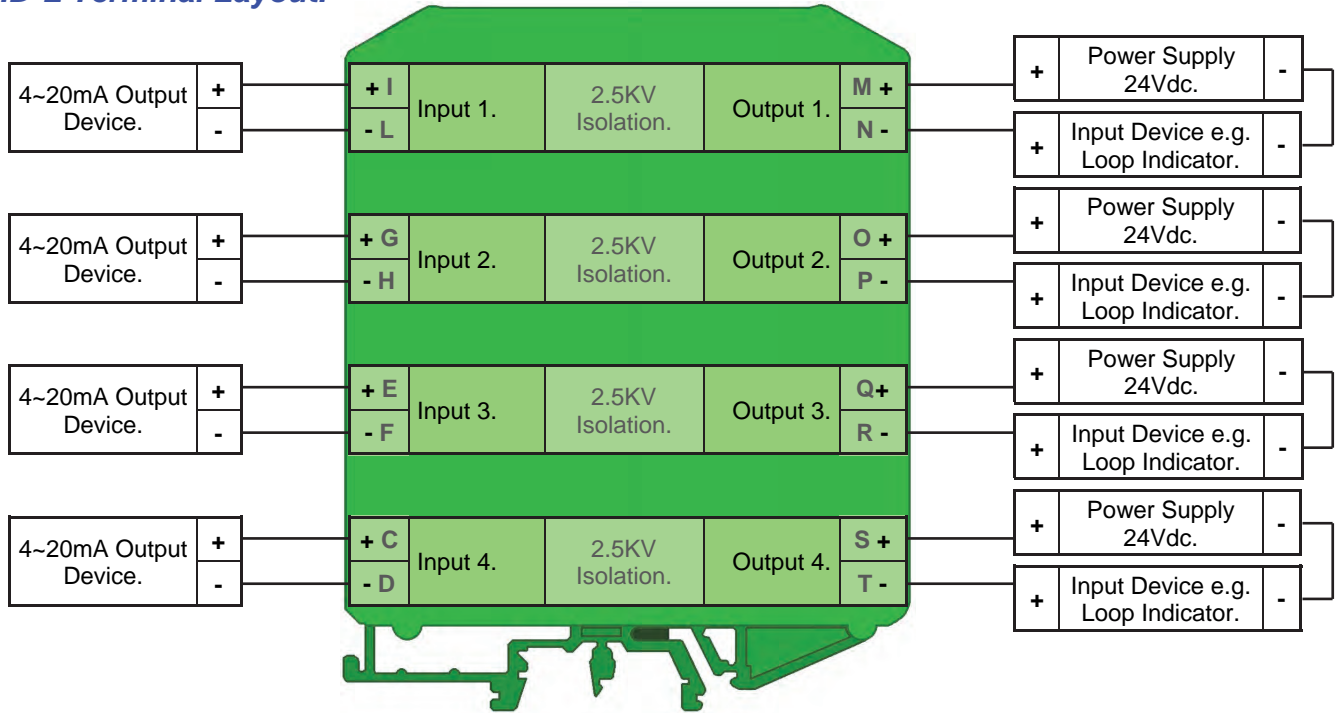 Terminal Layout.
4~20mA Output
Device.
+
-
+ I
- L
Input 1.
2.5KV
Isolation.
Output 1.
M +
N -
+
Power Supply
24Vdc.
-
+
Input Device e.g.
Loop Indicator.
-
4~20mA Output
Device.
+
-
+ G
- H
Input 2.
2.5KV
Isolation.
Output 2.
O +
P -
+
Power Supply
24Vdc.
-
+
Input Device e.g.
Loop Indicator.
-
4~20mA Output
Device.
+
-
+ E
- F
Input 3.
2.5KV
Isolation.
Output 3.
Q+
R -
+
Power Supply
24Vdc.
-
+
Input Device e.g.
Loop Indicator.
-
4~20mA Output
Device.
+
-
+ C
- D
Input 4.
2.5KV
Isolation.
Output 4.
S +
T -
+
Power Supply
24Vdc.
-
+
Input Device e.g.
Loop Indicator.
-